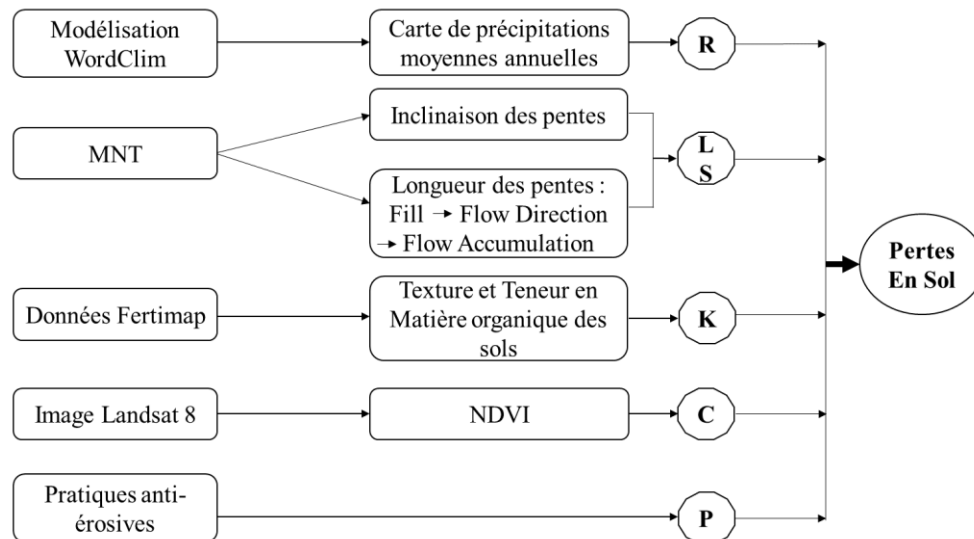 Modélisation
WordClim
Carte de précipitations
moyennes annuelles
R
MNT
Inclinaison des pentes
Longueur des pentes :
Fill → Flow Direction
→ Flow Accumulation
L
S
Données Fertimap
Texture et Teneur en
Matière organique des
sols
K
Image Landsat 8
NDVI
C
Pratiques anti-
érosives
P
Pertes
En Sol